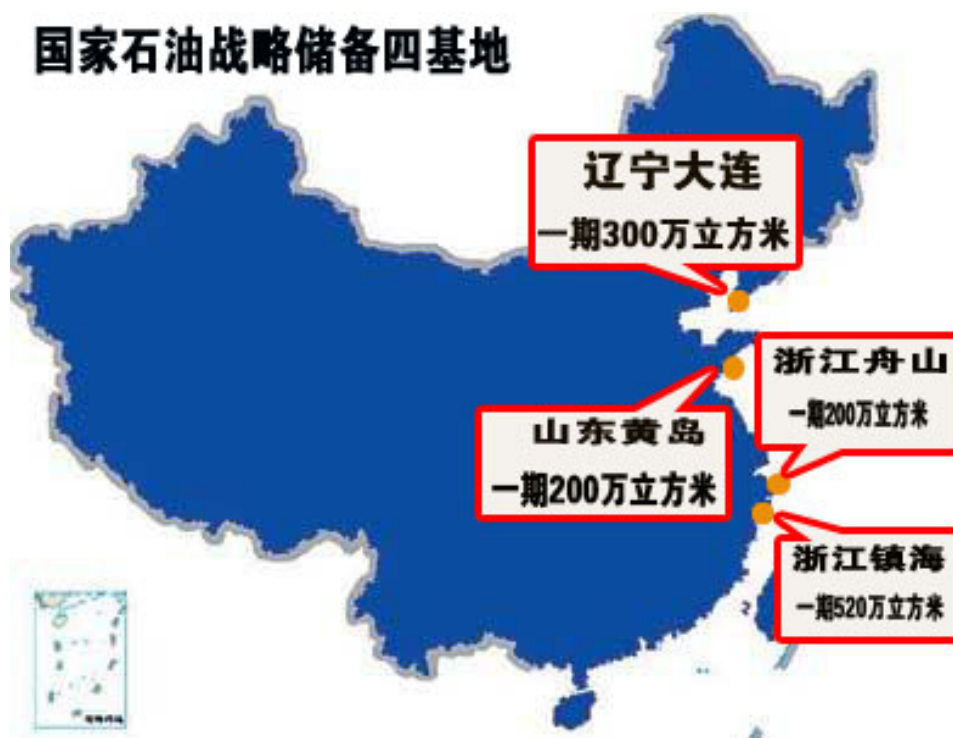 国家石油战略储备四基地
辽宁大连
一期300万立方米
浙江舟山
一期200万立方米
山东黄岛
一期200万立方米
浙江镇海
一期520万立方米